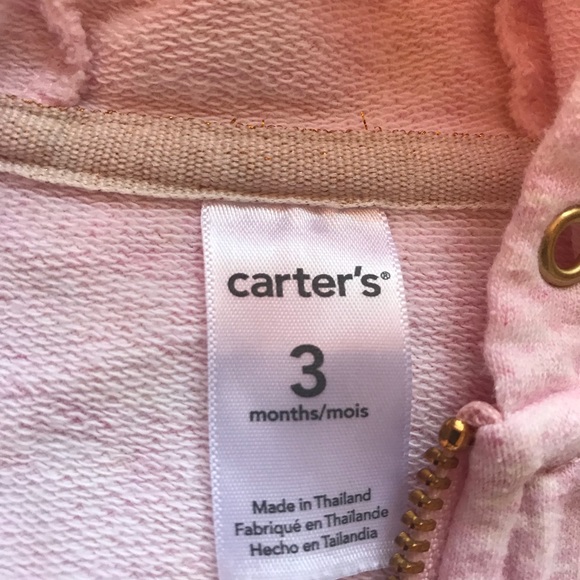 carter's®
3
months/mois
Made in Thailand
Fabriqué en Thaïlande
Hecho en Tailandia